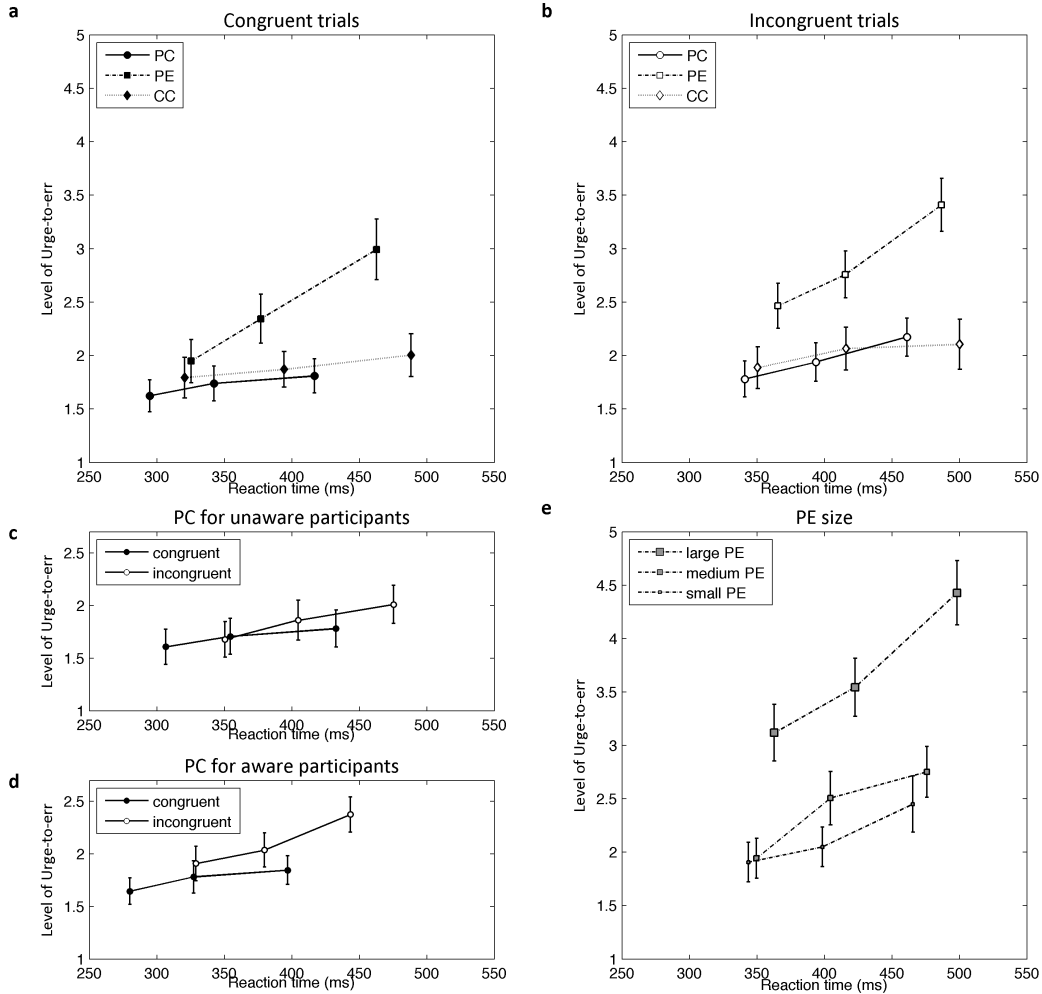 a
Congruent trials
5
4.5
4
3.5
3
2.5
2
1.5
1
Level of Urge-to-err
PC
PE
CC
250 300 350 400 450 500 550
Reaction time (ms)
b
Incongruent trials
5
4.5
4
3.5
3
2.5
2
1.5
1
Level of Urge-to-err
PC
PE
CC
250 300 350 400 450 500 550
Reaction time (ms)
c
PC for unaware participants
2.5
2
1.5
1
Level of Urge-to-err
congruent
incongruent
250 300 350 400 450 500 550
Reaction time (ms)
d
PC for aware participants
2.5
2
1.5
1
Level of Urge-to-err
congruent
incongruent
250 300 350 400 450 500 550
Reaction time (ms)
e
PE size
5
4.5
4
3.5
3
2.5
2
1.5
1
Level of Urge-to-err
large PE
medium PE
small PE
250 300 350 400 450 500 550
Reaction time (ms)